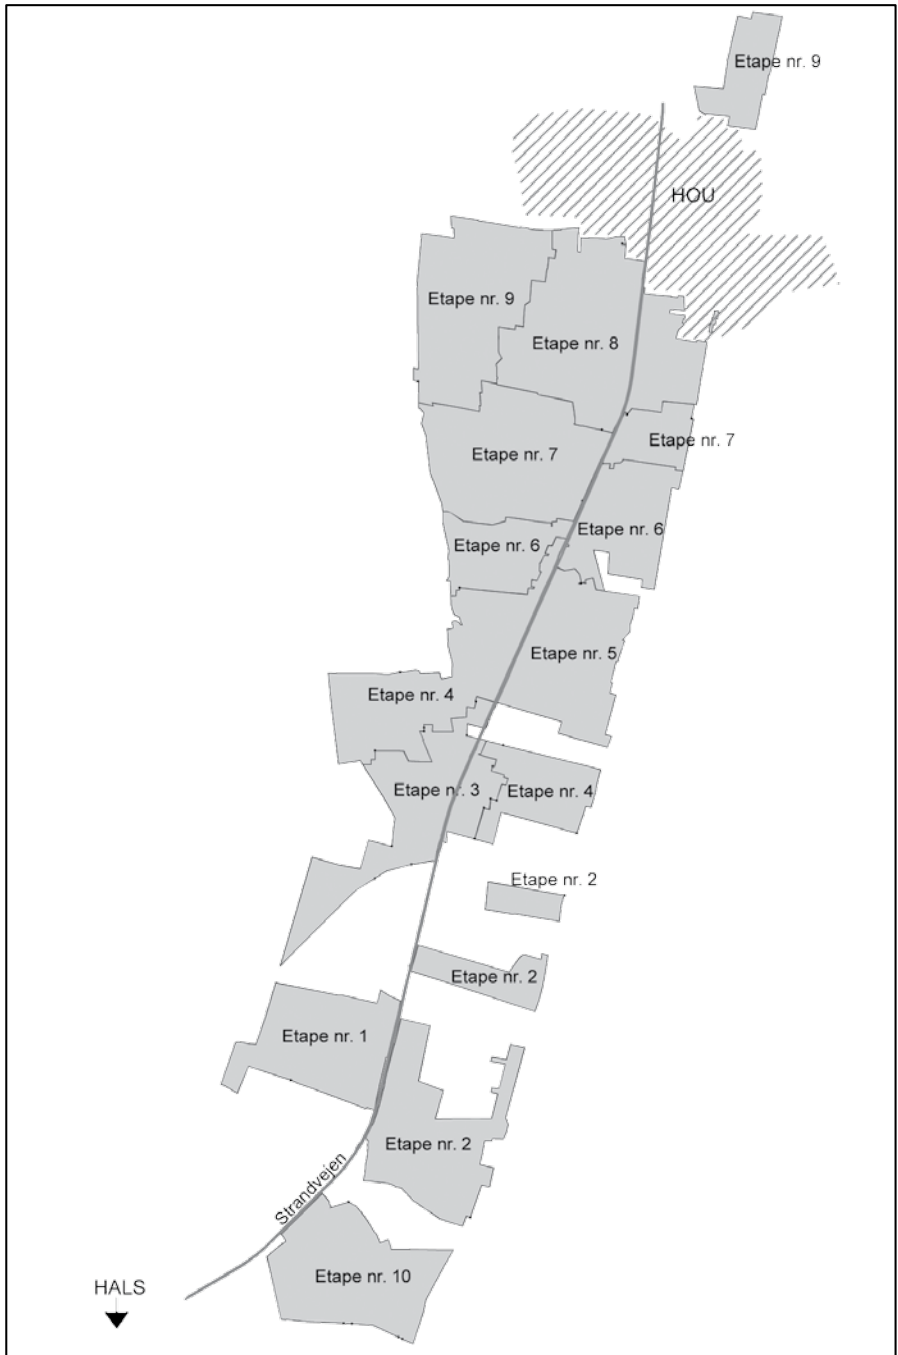 Etape nr. 9
HOU
Etape nr. 9
Etape nr. 8
Etape nr. 7
Etape nr. 7
Etape nr. 6
Etape nr. 6
Etape nr. 5
Etape nr. 4
Etape nr. 3
Etape nr. 4
Etape nr. 2
Etape nr. 2
Etape nr. 1
Etape nr. 2
Strandvejen
Etape nr. 10
HALS